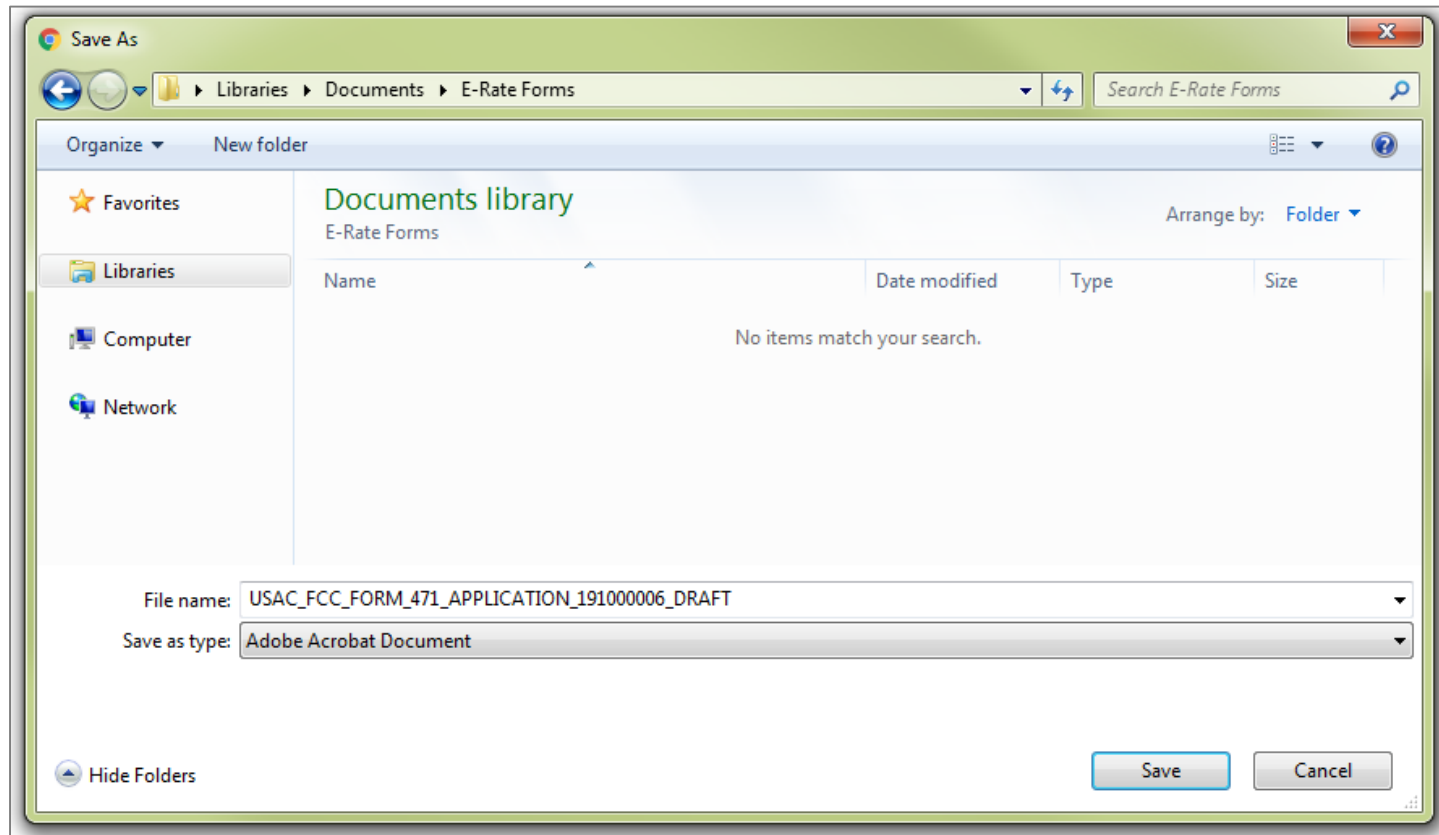 Save As
Libraries Documents E-Rate Forms Search E-Rate Forms
Organize New folder
Favorites
Libraries
Computer
Network
Documents library
E-Rate Forms
Arrange by: Folder
Name Date modified Type Size
No items match your search.
File name: USAC_FCC_FORM_471_APPLICATION_191000006_DRAFT
Save as type: Adobe Acrobat Document
Hide Folders Save Cancel